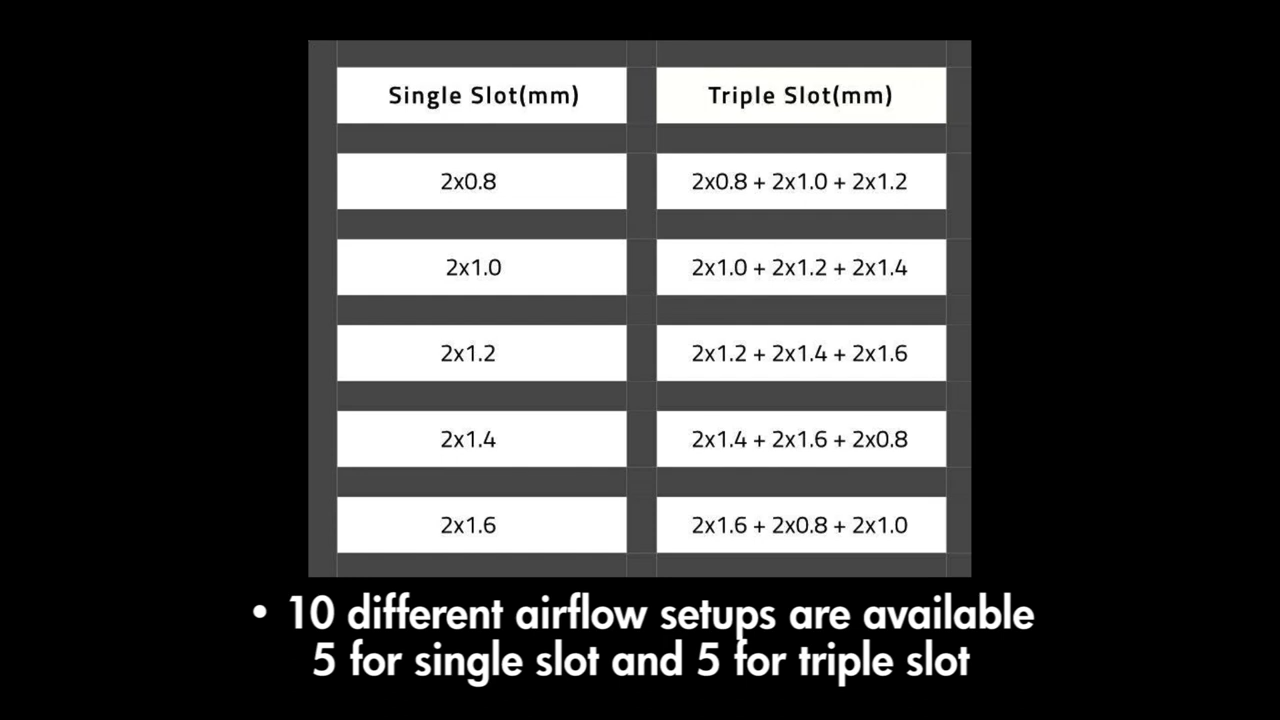 Single Slot(mm) Triple Slot(mm)
2x0.8 2x0.8 + 2x1.0 + 2x1.2
2x1.0 2x1.0 + 2x1.2 + 2x1.4
2x1.2 2x1.2 + 2x1.4 + 2x1.6
2x1.4 2x1.4 + 2x1.6 + 2x0.8
2x1.6 2x1.6 + 2x0.8 + 2x1.0
• 10 different airflow setups are available
5 for single slot and 5 for triple slot